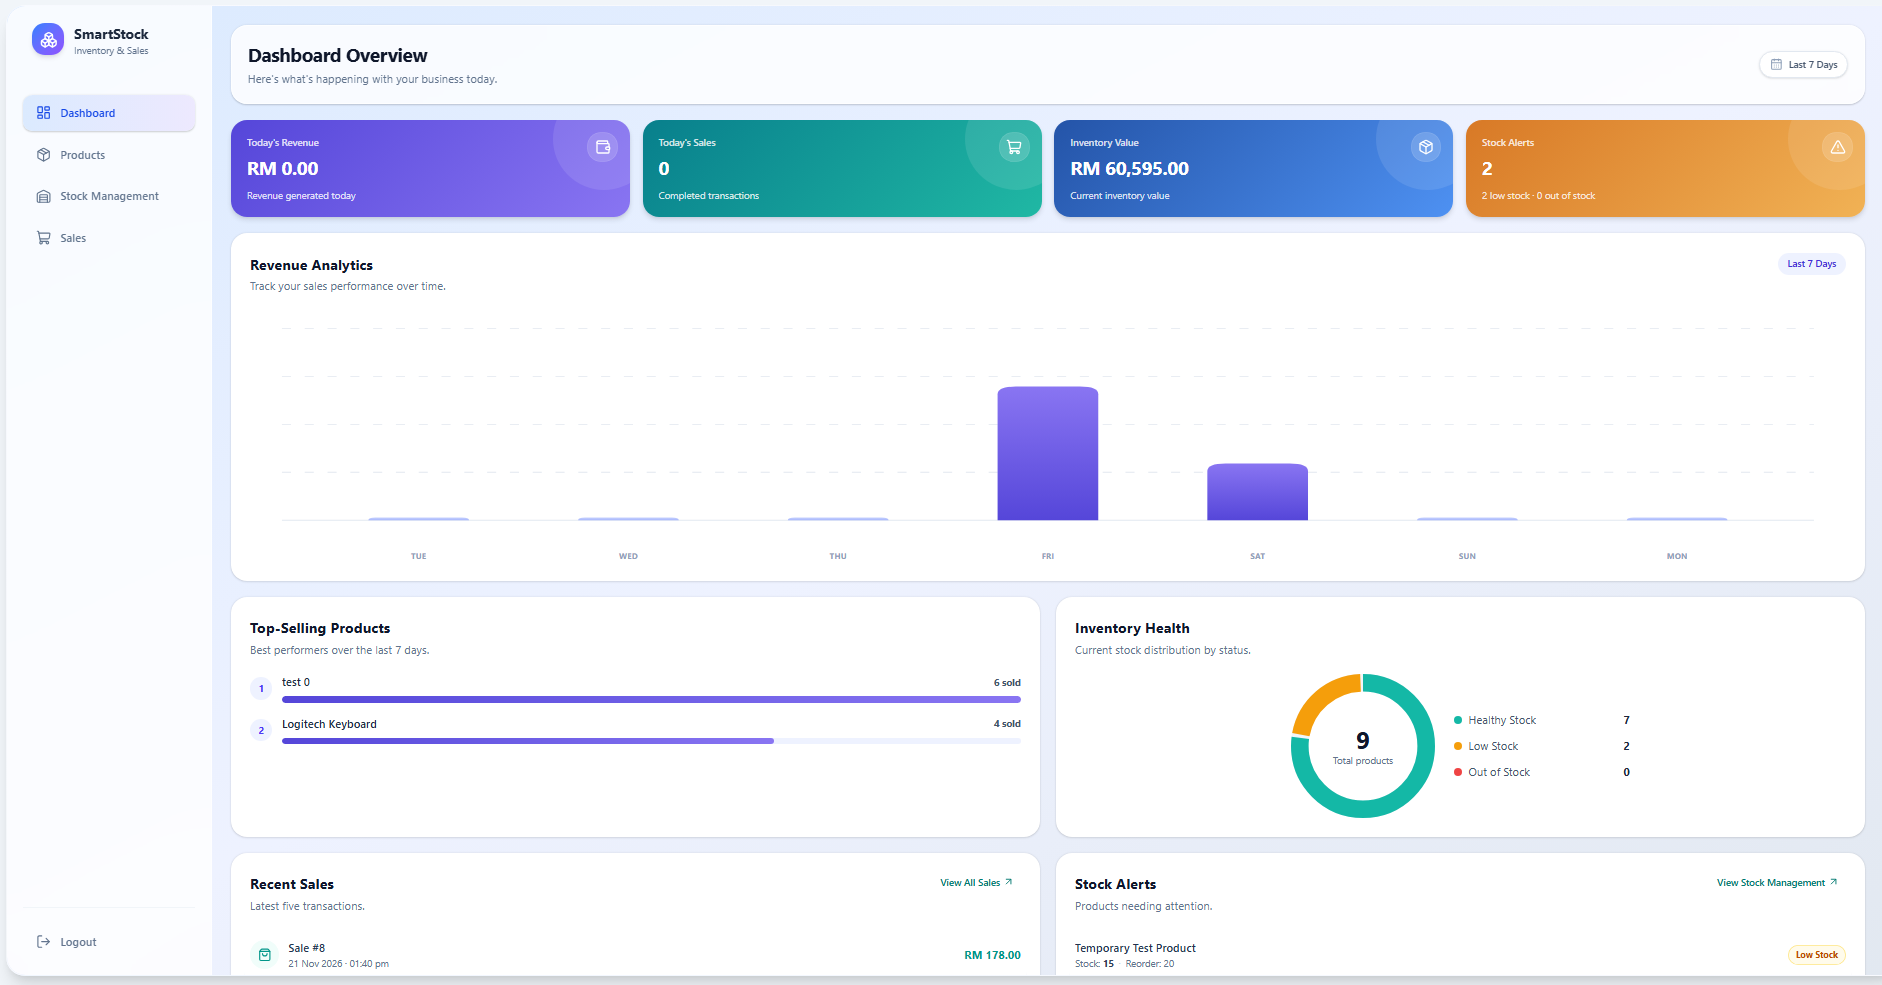 SmartStock
Inventory & Sales
Dashboard
Products
Stock Management
Sales
Logout
Dashboard Overview
Here's what's happening with your business today.
Last 7 Days
Today's Revenue
RM 0.00
Revenue generated today
Today's Sales
0
Completed transactions
Inventory Value
RM 60,595.00
Current inventory value
Stock Alerts
2
2 low stock · 0 out of stock
Revenue Analytics
Track your sales performance over time.
Last 7 Days
TUE WED THU FRI SAT SUN MON
Top-Selling Products
Best performers over the last 7 days.
1 test 0 6 sold
2 Logitech Keyboard 4 sold
Inventory Health
Current stock distribution by status.
9
Total products
Healthy Stock 7
Low Stock 2
Out of Stock 0
Recent Sales
View All Sales
Latest five transactions.
Sale #8
21 Nov 2026 · 01:40 pm
RM 178.00
Stock Alerts
View Stock Management
Products needing attention.
Temporary Test Product
Stock: 15 · Reorder: 20
Low Stock